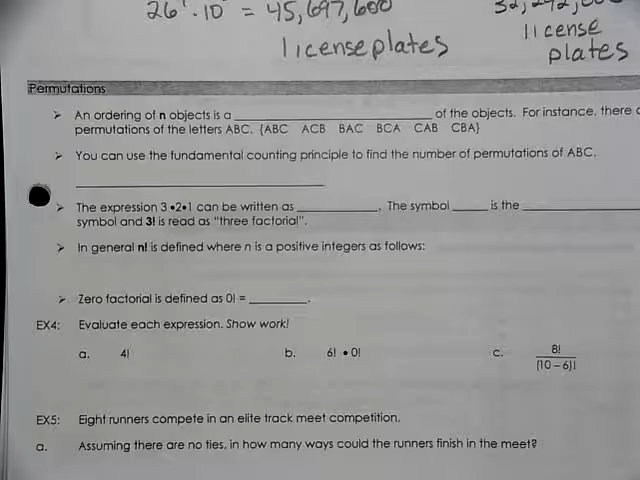 26 · 10 = 45,697,600
license plates
license
plates
Permutations
➢ An ordering of n objects is a ____________ of the objects. For instance, there
permutations of the letters ABC. {ABC ACB BAC BCA CAB CBA}
➢ You can use the fundamental counting principle to find the number of permutations of ABC.
➢ The expression 3•2•1 can be written as ________. The symbol _____ is the ____________
symbol and 3! is read as "three factorial".
➢ In general n! is defined where n is a positive integers as follows:
➢ Zero factorial is defined as 0! = ________.
EX4: Evaluate each expression. Show work!
a. 4! b. 6! • 0! c. 8!
(10 – 6)!
EX5: Eight runners compete in an elite track meet competition.
a. Assuming there are no ties, in how many ways could the runners finish in the meet?